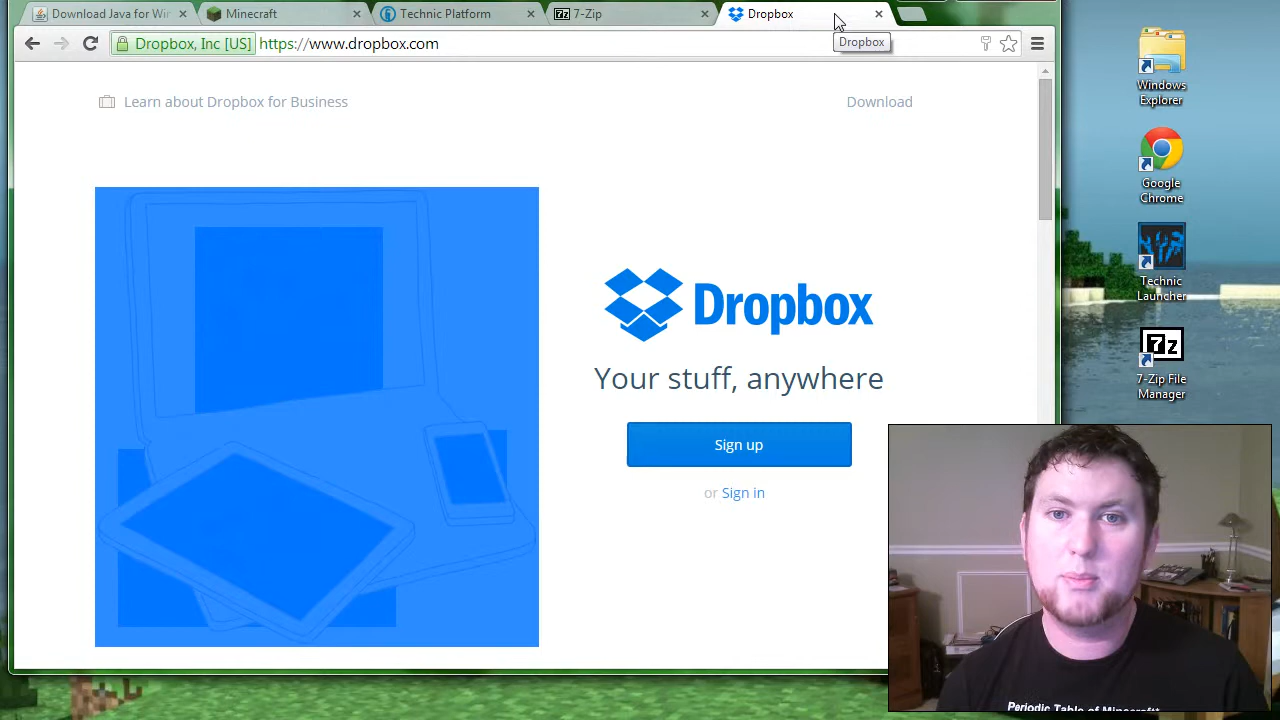 Download Java for Wir
Minecraft
Technic Platform
7z 7-Zip
Dropbox
Dropbox, Inc [US] https://www.dropbox.com
Dropbox
Learn about Dropbox for Business
Download
Dropbox
Your stuff, anywhere
Sign up
or Sign in
Windows
Explorer
Google
Chrome
Technic
Launcher
7z
7-Zip File
Manager
Periodic Table of Minecraft